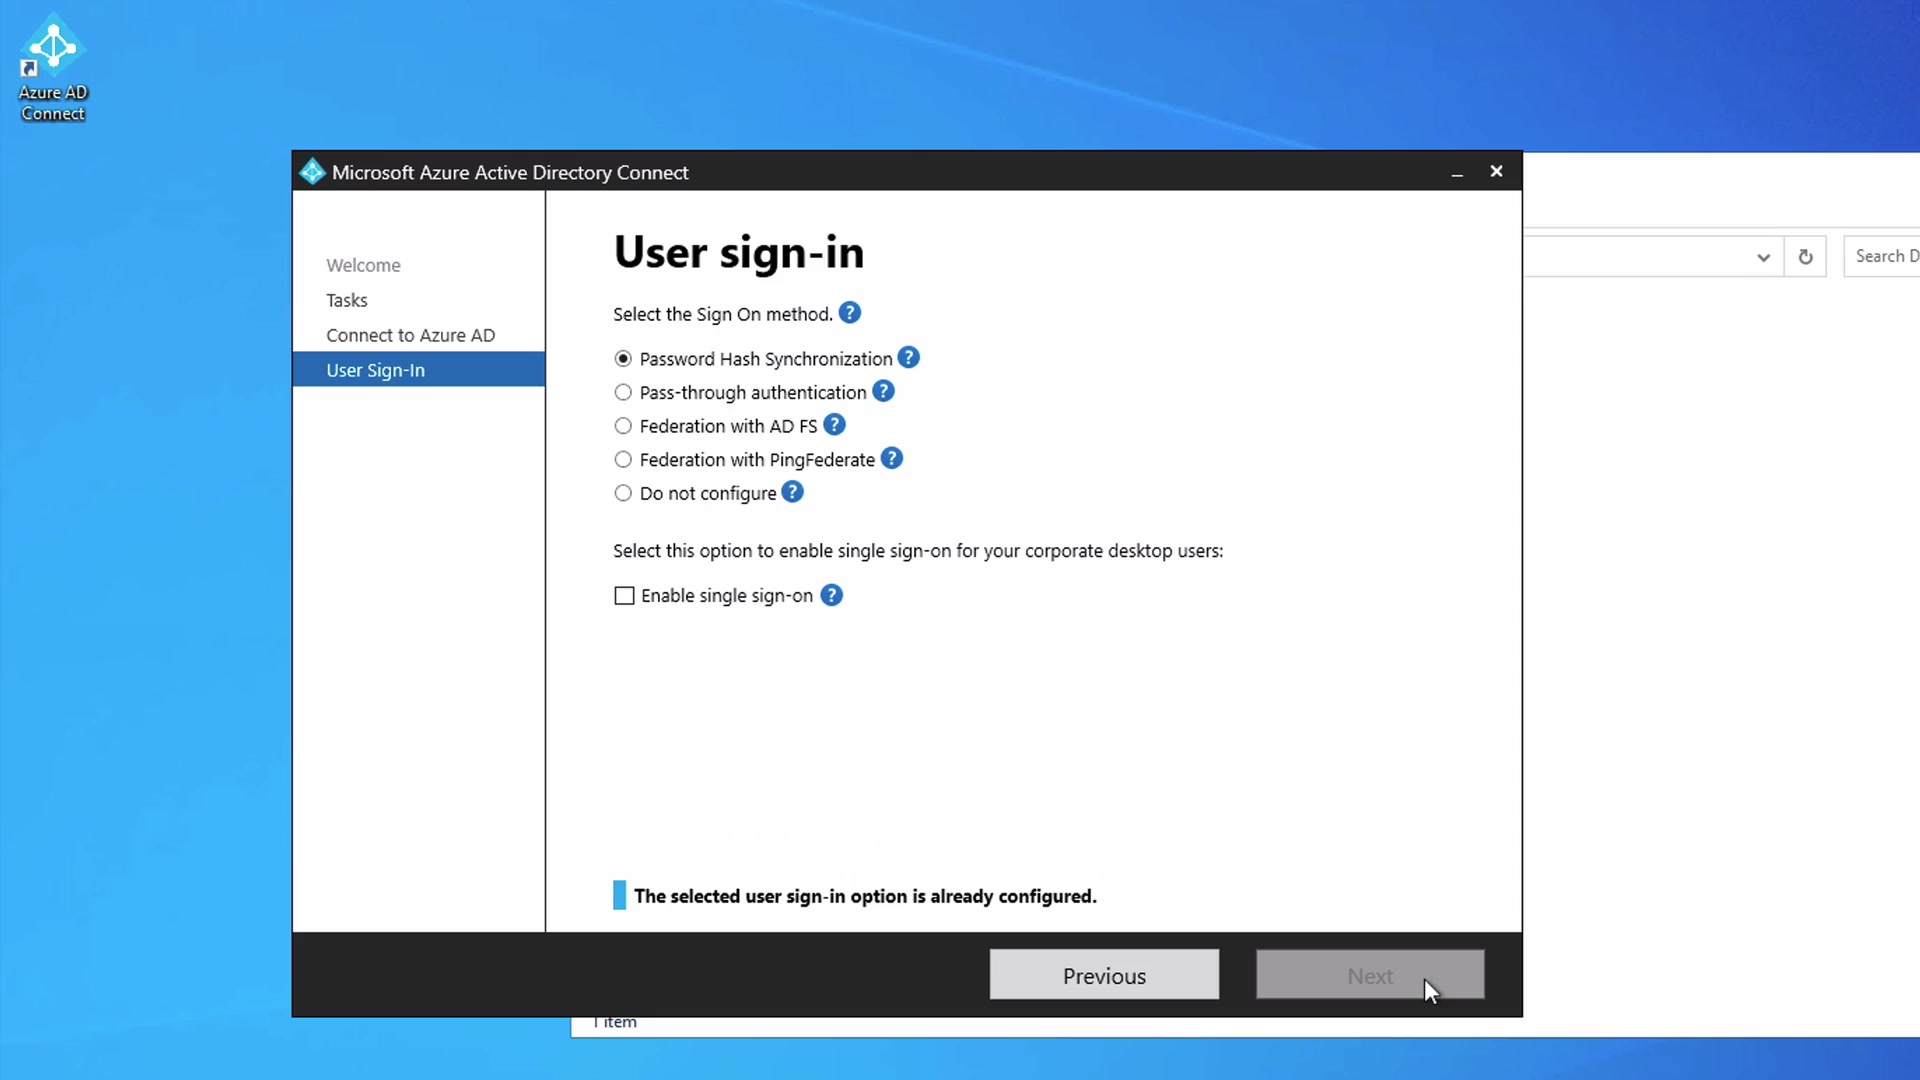 Azure AD
Connect
Microsoft Azure Active Directory Connect
Welcome
Tasks
Connect to Azure AD
User Sign-In
User sign-in
Select the Sign On method. ?
Password Hash Synchronization ?
Pass-through authentication ?
Federation with AD FS ?
Federation with PingFederate ?
Do not configure ?
Select this option to enable single sign-on for your corporate desktop users:
Enable single sign-on ?
The selected user sign-in option is already configured.
Previous
Next
Search D
1 item